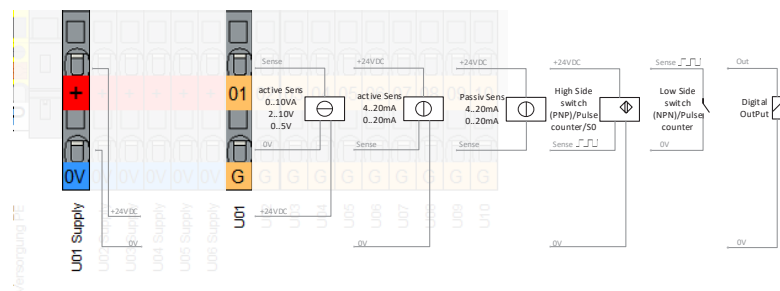 Sense
+24VDC
+24VDC
+24VDC
Sense
Out
+
01
active Sens
0..10VA
2..10V
0..5V
active Sens
4..20mA
0..20mA
Passiv Sens
4..20mA
0..20mA
High Side
switch
(PNP)/Pulse
counter/S0
Low Side
switch
(NPN)/Pulse
counter
Digital
OutPut
0V
Sense
Sense
Sense
0V
0V
G
G
G
G
G
G
G
G
G
G
+24VDC
0V
+24VDC
0V
0V
0V
Versorgung PE
U01 Supply
U02 Supply
U03 Supply
U04 Supply
U05 Supply
U06 Supply
U01
U02
U03
U04
U05
U06
U07
U08
U09
U10